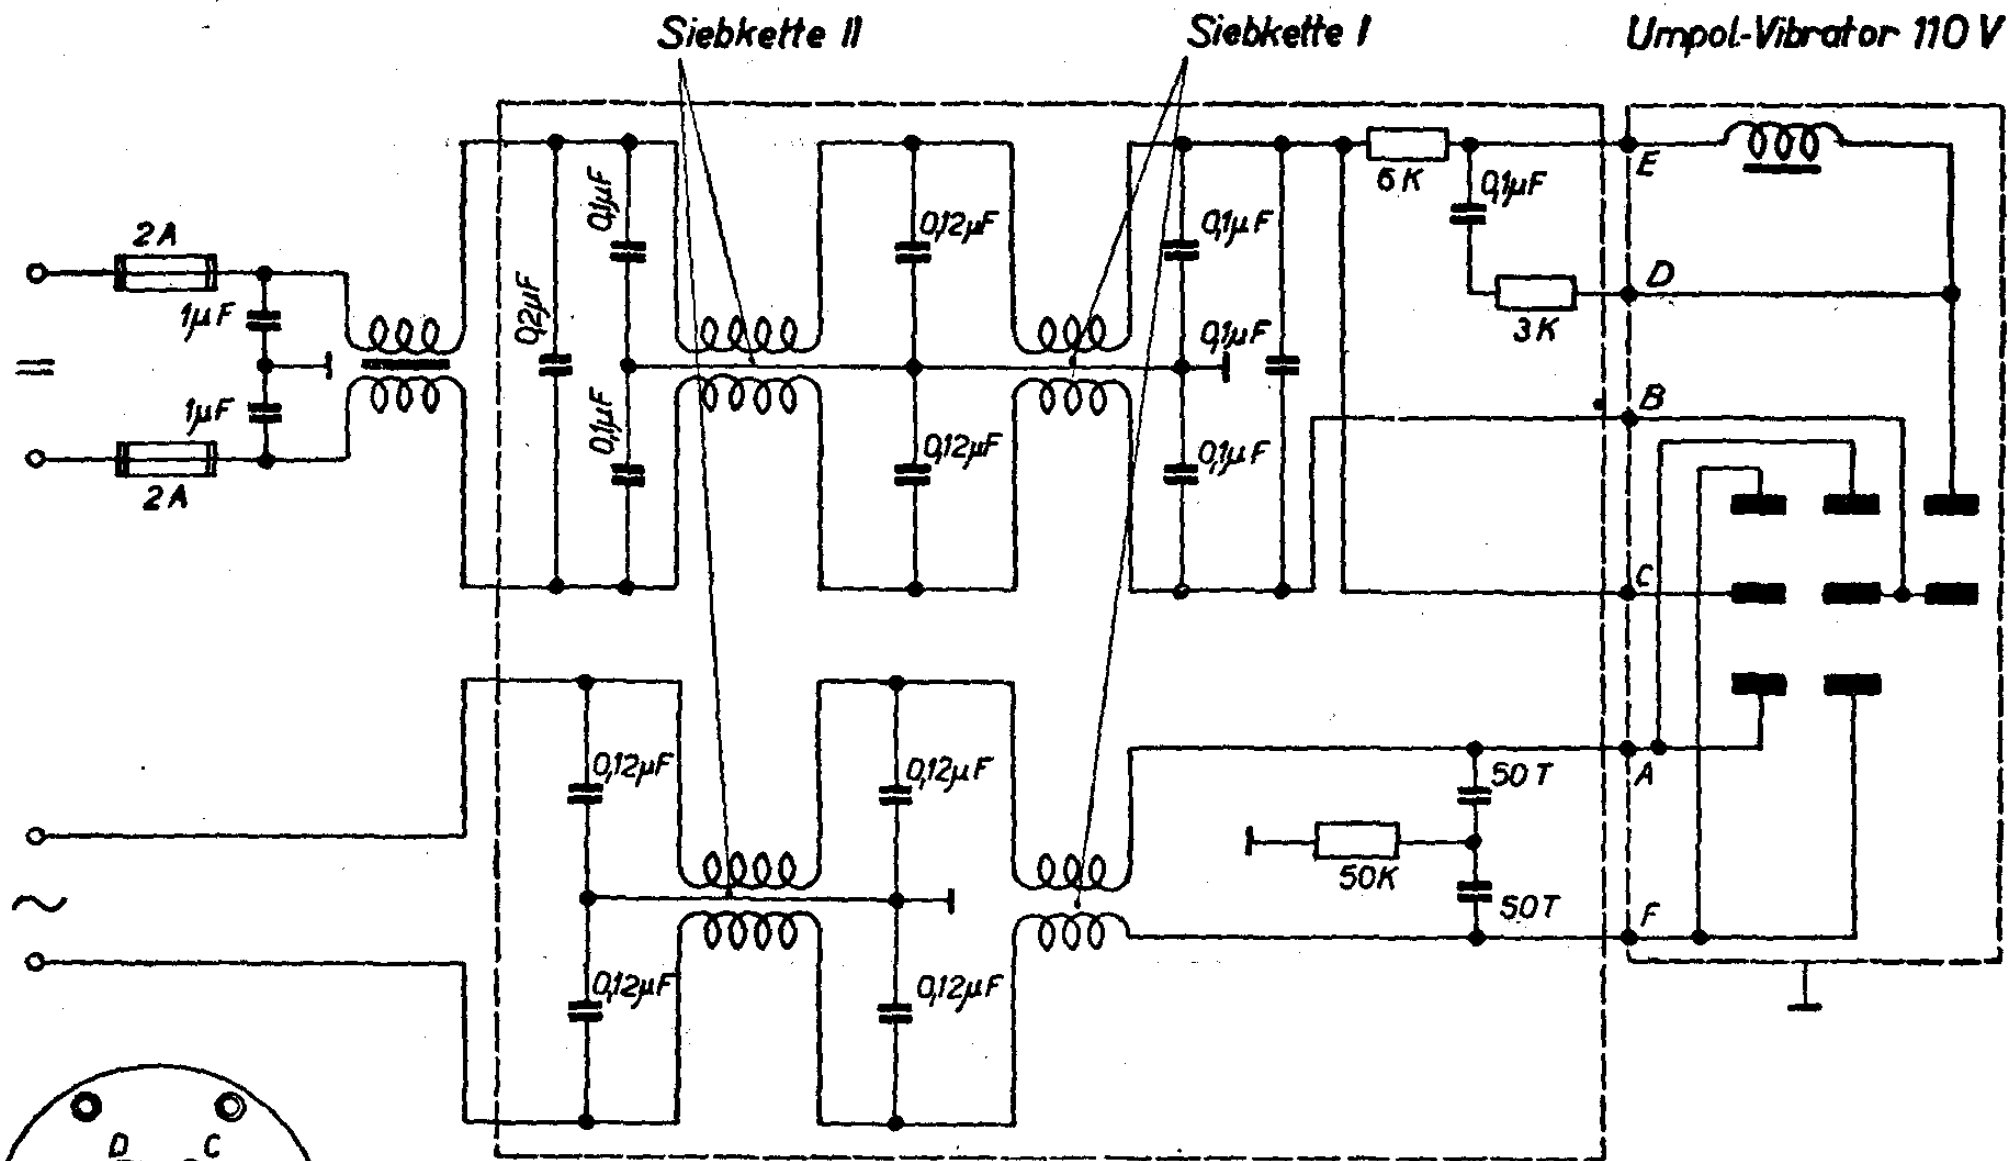 Siebkette II
Siebkette I
Umpol-Vibrator 110 V
2A
1µF
=
1µF
2A
0,2µF
0,1µF
0,1µF
0,12µF
0,12µF
0,1µF
0,1µF
0,1µF
6K
0,1µF
3K
E
D
B
C
A
F
0,12µF
0,12µF
0,12µF
0,12µF
50T
50K
50T
~
D C